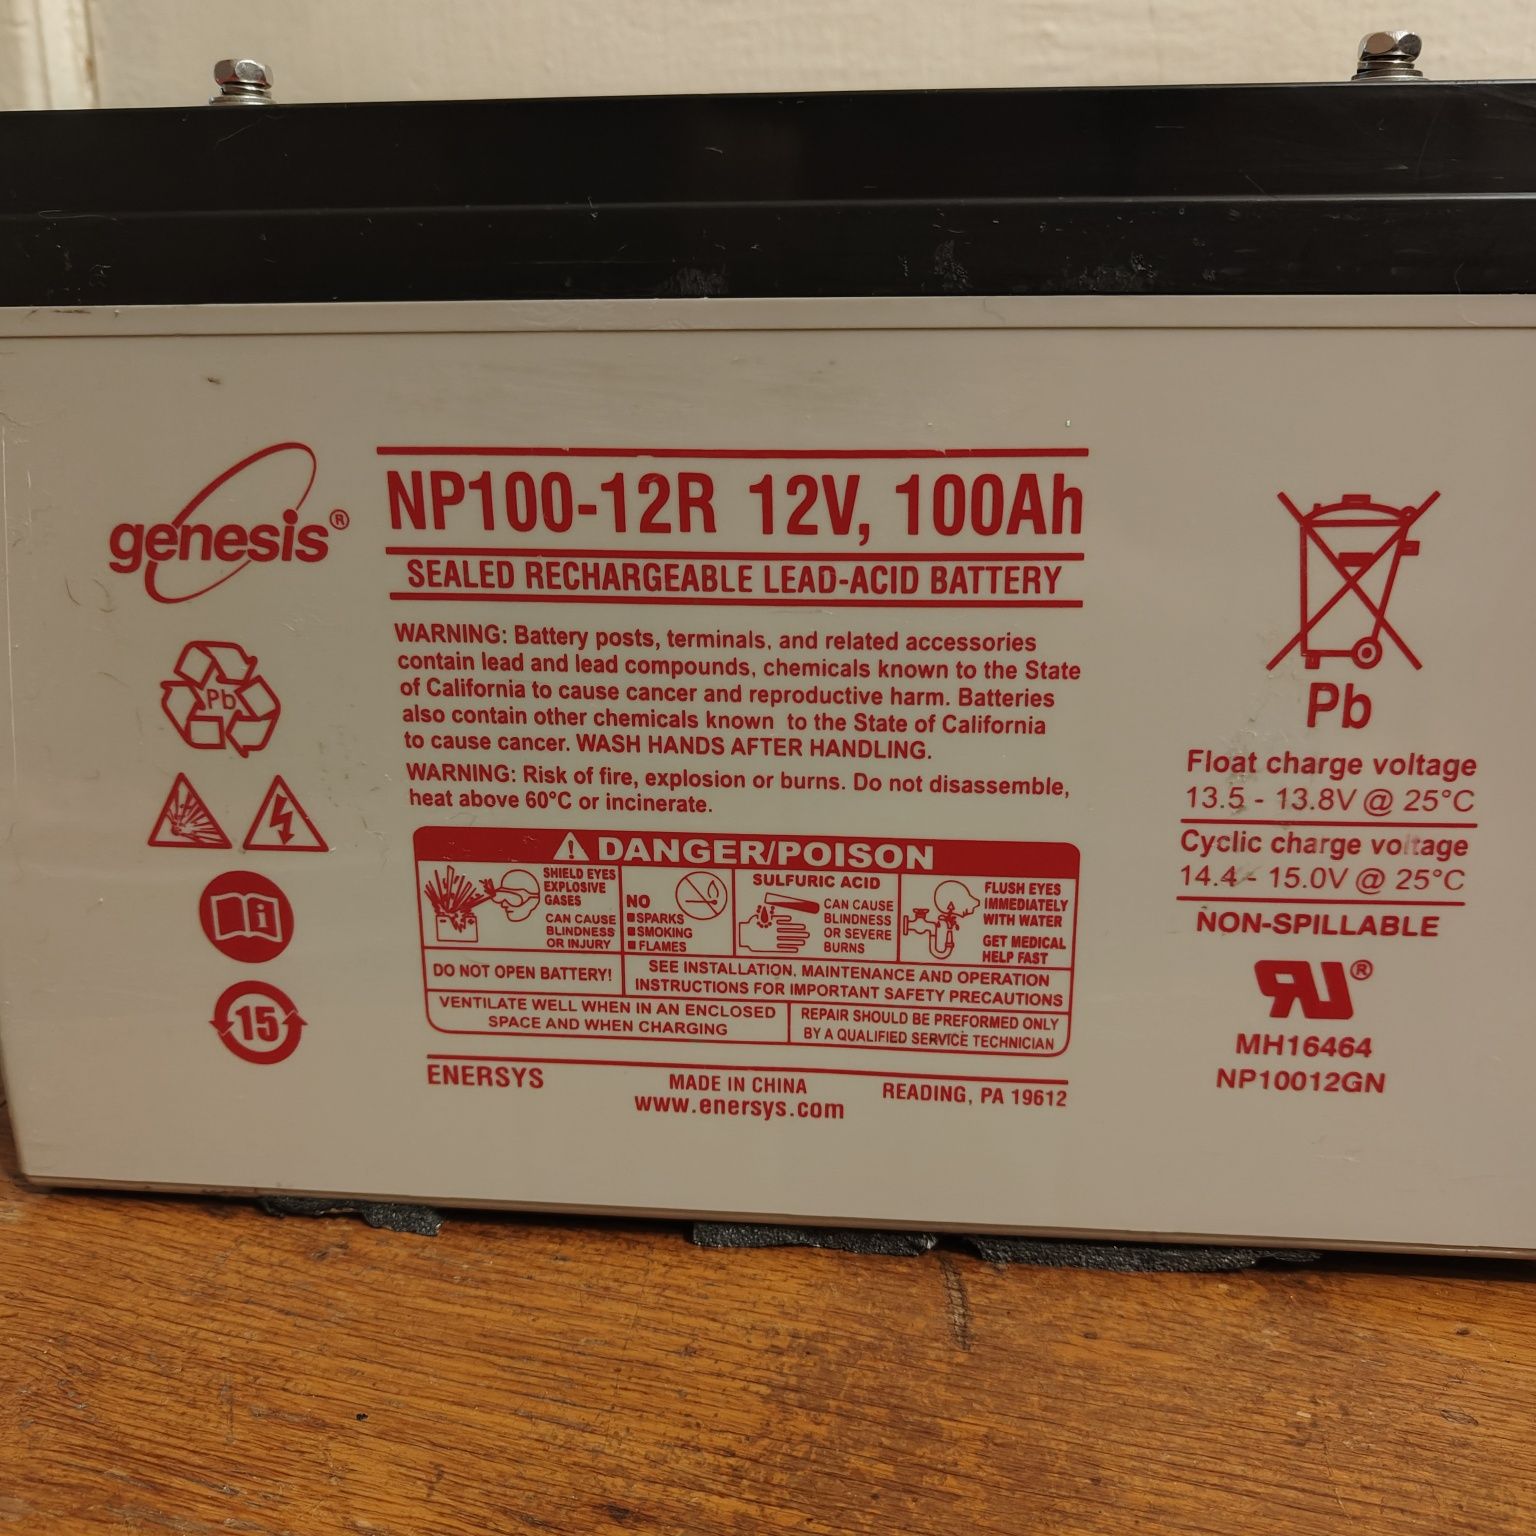 genesis®
NP100-12R 12V, 100Ah
SEALED RECHARGEABLE LEAD-ACID BATTERY
WARNING: Battery posts, terminals, and related accessories
contain lead and lead compounds, chemicals known to the State
of California to cause cancer and reproductive harm. Batteries
also contain other chemicals known to the State of California
to cause cancer. WASH HANDS AFTER HANDLING.
WARNING: Risk of fire, explosion or burns. Do not disassemble,
heat above 60°C or incinerate.
DANGER/POISON
SHIELD EYES
EXPLOSIVE
GASES
CAN CAUSE
BLINDNESS
OR INJURY
NO
SPARKS
SMOKING
FLAMES
SULFURIC ACID
CAN CAUSE
BLINDNESS
OR SEVERE
BURNS
FLUSH EYES
IMMEDIATELY
WITH WATER
GET MEDICAL
HELP FAST
DO NOT OPEN BATTERY!
SEE INSTALLATION, MAINTENANCE AND OPERATION
INSTRUCTIONS FOR IMPORTANT SAFETY PRECAUTIONS
VENTILATE WELL WHEN IN AN ENCLOSED
SPACE AND WHEN CHARGING
REPAIR SHOULD BE PREFORMED ONLY
BY A QUALIFIED SERVICE TECHNICIAN
ENERSYS
MADE IN CHINA
www.enersys.com
READING, PA 19612
Pb
15
Pb
Float charge voltage
13.5 - 13.8V @ 25°C
Cyclic charge voltage
14.4 - 15.0V @ 25°C
NON-SPILLABLE
RU®
MH16464
NP10012GN